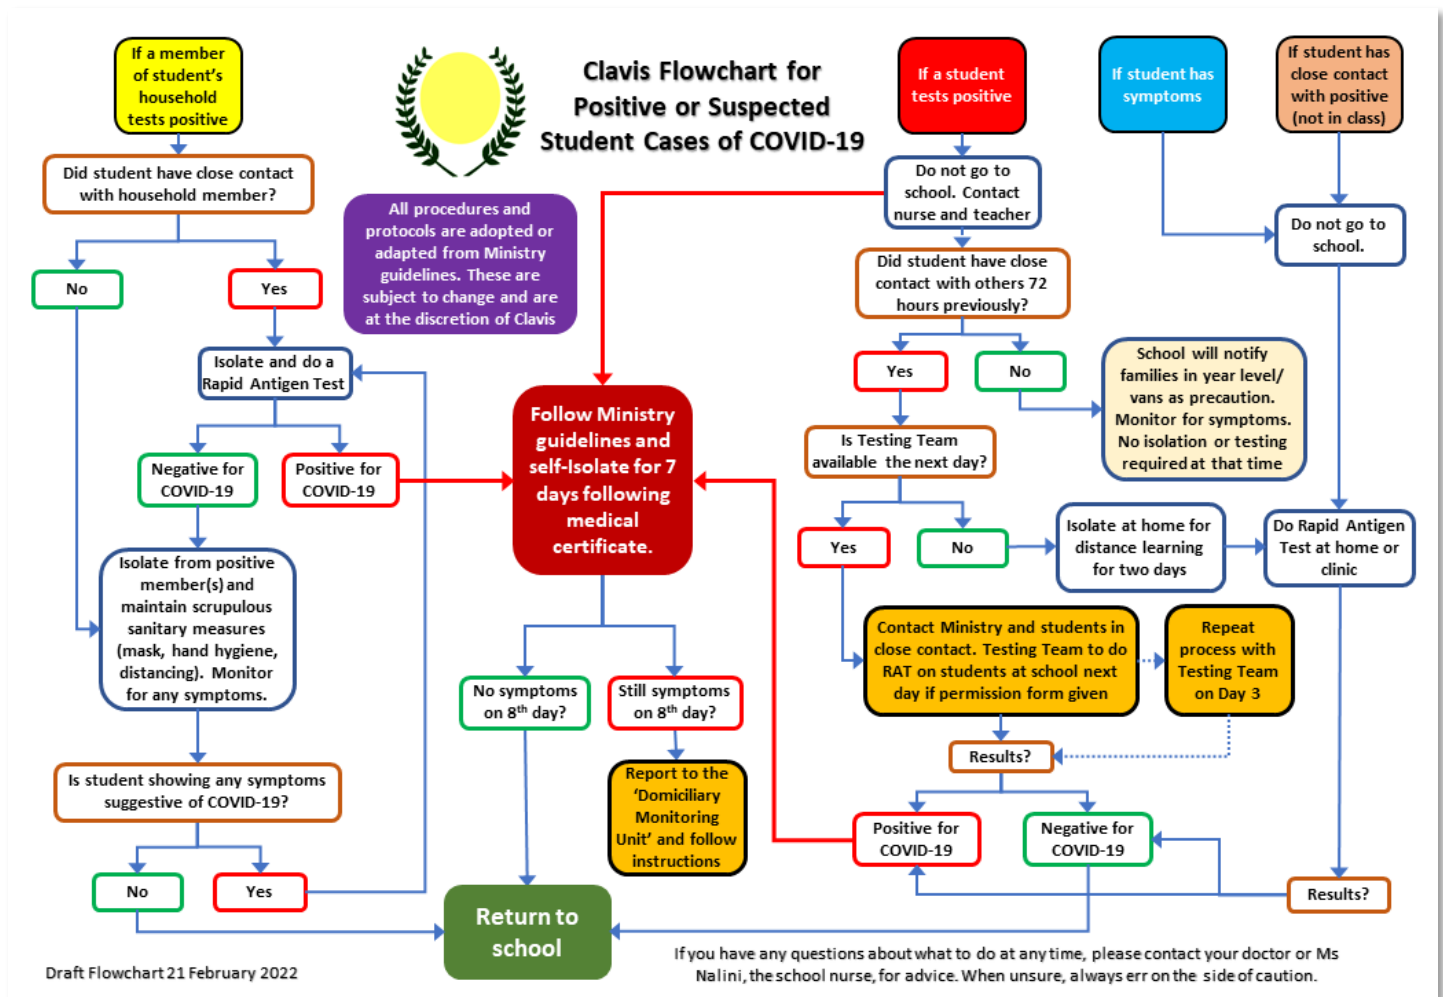 Clavis Flowchart for
Positive or Suspected
Student Cases of COVID-19
If a member
of student's
household
tests positive
Did student have close contact
with household member?
No
Yes
Isolate and do a
Rapid Antigen Test
Negative for
COVID-19
Positive for
COVID-19
Isolate from positive
member(s) and
maintain scrupulous
sanitary measures
(mask, hand hygiene,
distancing). Monitor
for any symptoms.
Is student showing any symptoms
suggestive of COVID-19?
No
Yes
All procedures and
protocols are adopted or
adapted from Ministry
guidelines. These are
subject to change and are
at the discretion of Clavis
Follow Ministry
guidelines and
self-Isolate for 7
days following
medical
certificate.
No symptoms
on 8th day?
Still symptoms
on 8th day?
Report to the
‘Domiciliary
Monitoring
Unit’ and follow
instructions
Return to
school
If a student
tests positive
Do not go to
school. Contact
nurse and teacher
Did student have close
contact with others 72
hours previously?
Yes
No
School will notify
families in year level/
vans as precaution.
Monitor for symptoms.
No isolation or testing
required at that time
Is Testing Team
available the next day?
Yes
No
Isolate at home for
distance learning
for two days
Contact Ministry and students in
close contact. Testing Team to do
RAT on students at school next
day if permission form given
Repeat
process with
Testing Team
on Day 3
Results?
Positive for
COVID-19
Negative for
COVID-19
If student has
symptoms
If student has
close contact
with positive
(not in class)
Do not go to
school.
Do Rapid Antigen
Test at home or
clinic
Results?
Draft Flowchart 21 February 2022
If you have any questions about what to do at any time, please contact your doctor or Ms
Nalini, the school nurse, for advice. When unsure, always err on the side of caution.